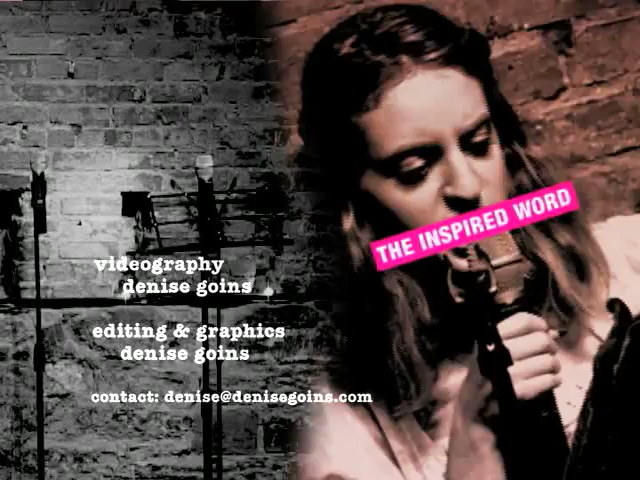 THE INSPIRED WORD
videography
denise goins
editing & graphics
denise goins
contact: denise@denisegoins.com